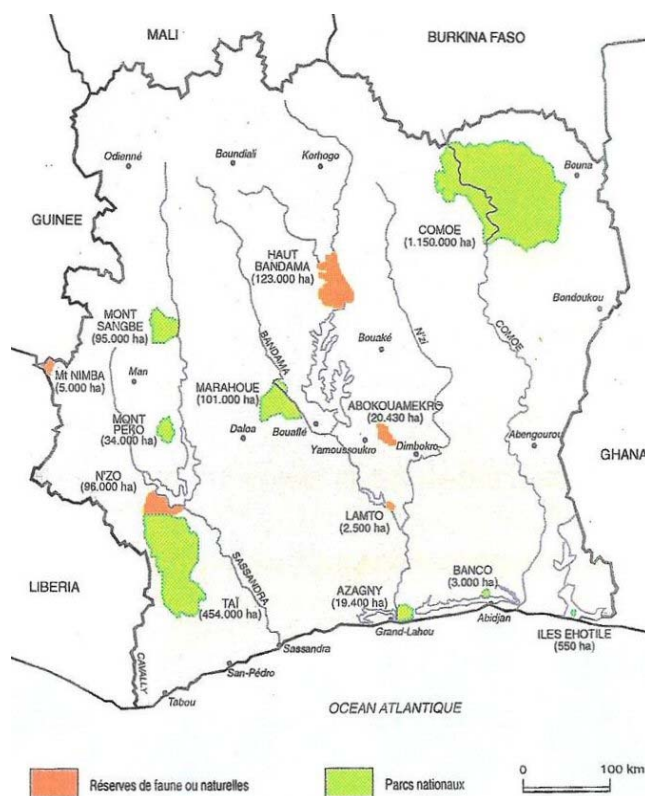 MALI
BURKINA FASO
Odienné
Boundiali
Korhogo
Bouna
GUINEE
COMOE
(1.150.000 ha)
HAUT
BANDAMA
(123.000 ha)
MONT
SANGBE
(95.000 ha)
Bondoukou
BANDAMA
N'zi
COMOE
Bouaké
Mt NIMBA
(5.000 ha)
Man
MARAHOUE
(101.000 ha)
ABOKOUAMEKRO
(20.430 ha)
MONT
PEKO
(34.000 ha)
Daloa
Bouaflé
Yamoussoukro
Dimbokro
Abengourou
GHANA
N'ZO
(96.000 ha)
LAMTO
(2.500 ha)
SASSANDRA
BANCO
(3.000 ha)
LIBERIA
TAÏ
(454.000 ha)
AZAGNY
(19.400 ha)
Grand-Lahou
Abidjan
ILES EHOTILE
(550 ha)
CAVALLY
Sassandra
San-Pédro
Tabou
OCEAN ATLANTIQUE
Réserves de faune ou naturelles
Parcs nationaux
0 100 km